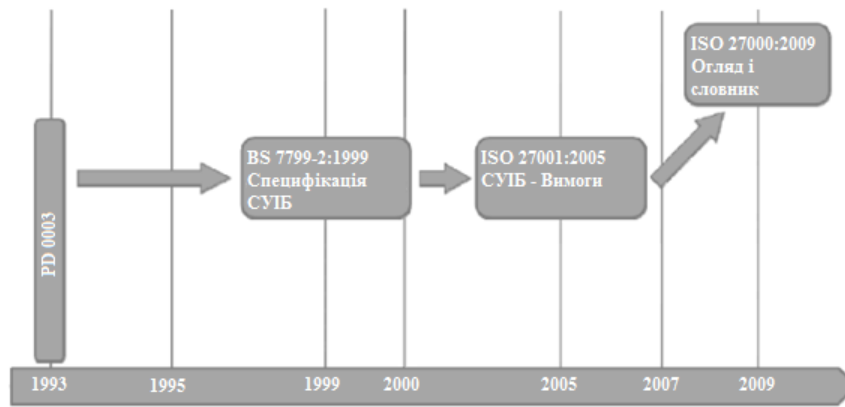 ISO 27000:2009
Огляд і
словник
BS 7799-2:1999
Специфікація
СУІБ
ISO 27001:2005
СУІБ - Вимоги
PD 0003
1993
1995
1999
2000
2005
2007
2009